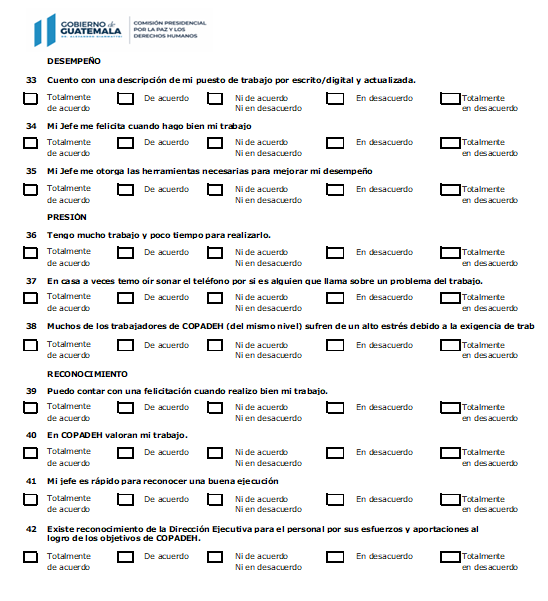 GOBIERNO de
GUATEMALA
DR. ALEJANDRO GIAMMATTEI
COMISIÓN PRESIDENCIAL
POR LA PAZ Y LOS
DERECHOS HUMANOS
DESEMPEÑO
33 Cuento con una descripción de mi puesto de trabajo por escrito/digital y actualizada.
Totalmente De acuerdo Ni de acuerdo En desacuerdo Totalmente
de acuerdo Ni en desacuerdo en desacuerdo
34 Mi Jefe me felicita cuando hago bien mi trabajo
Totalmente De acuerdo Ni de acuerdo En desacuerdo Totalmente
de acuerdo Ni en desacuerdo en desacuerdo
35 Mi Jefe me otorga las herramientas necesarias para mejorar mi desempeño
Totalmente De acuerdo Ni de acuerdo En desacuerdo Totalmente
de acuerdo Ni en desacuerdo en desacuerdo
PRESIÓN
36 Tengo mucho trabajo y poco tiempo para realizarlo.
Totalmente De acuerdo Ni de acuerdo En desacuerdo Totalmente
de acuerdo Ni en desacuerdo en desacuerdo
37 En casa a veces temo oír sonar el teléfono por si es alguien que llama sobre un problema del trabajo.
Totalmente De acuerdo Ni de acuerdo En desacuerdo Totalmente
de acuerdo Ni en desacuerdo en desacuerdo
38 Muchos de los trabajadores de COPADEH (del mismo nivel) sufren de un alto estrés debido a la exigencia de trab
Totalmente De acuerdo Ni de acuerdo En desacuerdo Totalmente
de acuerdo Ni en desacuerdo en desacuerdo
RECONOCIMIENTO
39 Puedo contar con una felicitación cuando realizo bien mi trabajo.
Totalmente De acuerdo Ni de acuerdo En desacuerdo Totalmente
de acuerdo Ni en desacuerdo en desacuerdo
40 En COPADEH valoran mi trabajo.
Totalmente De acuerdo Ni de acuerdo En desacuerdo Totalmente
de acuerdo Ni en desacuerdo en desacuerdo
41 Mi jefe es rápido para reconocer una buena ejecución
Totalmente De acuerdo Ni de acuerdo En desacuerdo Totalmente
de acuerdo Ni en desacuerdo en desacuerdo
42 Existe reconocimiento de la Dirección Ejecutiva para el personal por sus esfuerzos y aportaciones al
logro de los objetivos de COPADEH.
Totalmente De acuerdo Ni de acuerdo En desacuerdo Totalmente
de acuerdo Ni en desacuerdo en desacuerdo